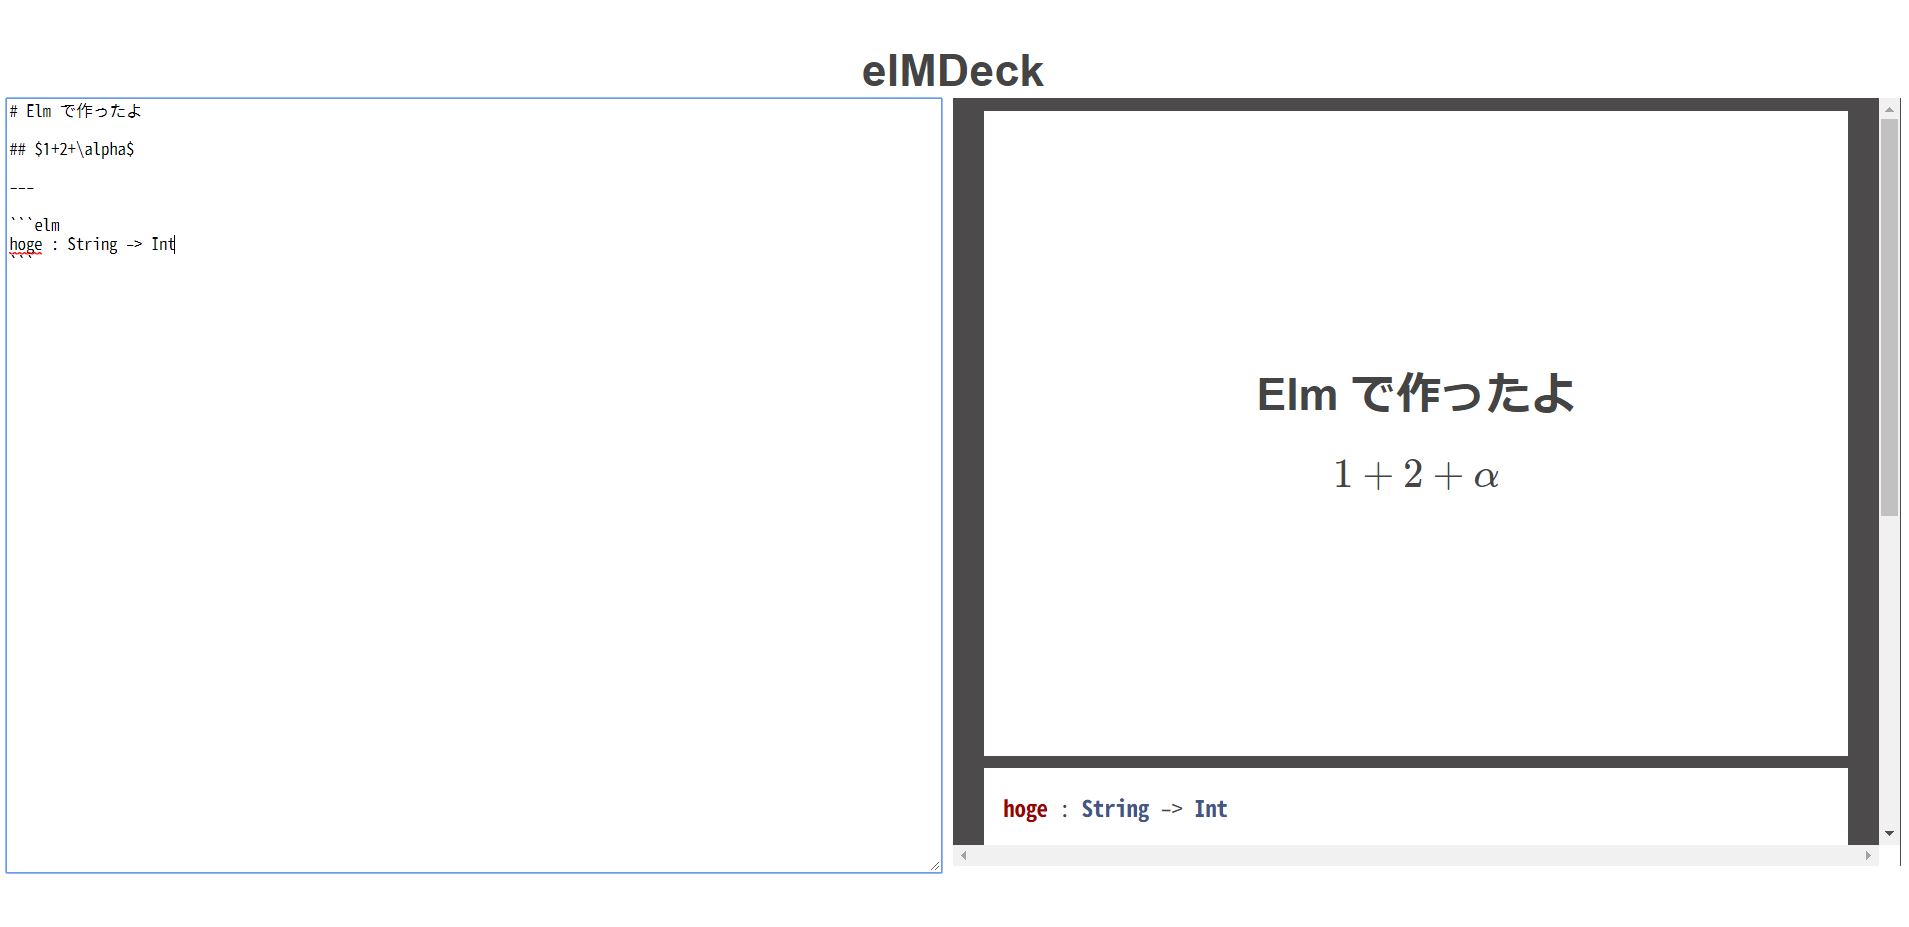 elMDeck
# Elm で作ったよ
## $1+2+\alpha$
---
```elm
hoge : String -> Int
```
Elm で作ったよ
1 + 2 + α
hoge : String -> Int